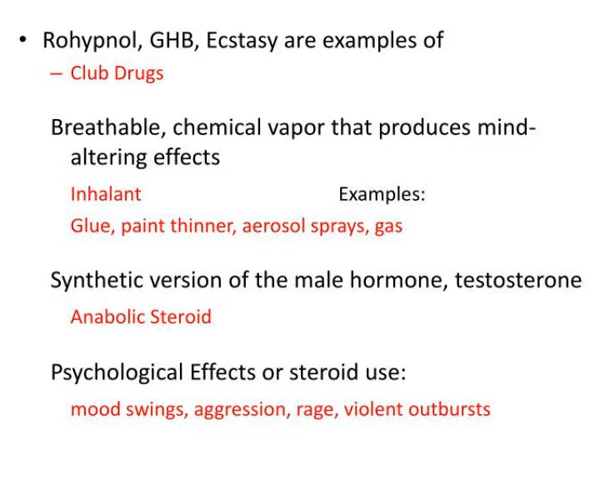 • Rohypnol, GHB, Ecstasy are examples of
– Club Drugs
Breathable, chemical vapor that produces mind-
altering effects
Inhalant Examples:
Glue, paint thinner, aerosol sprays, gas
Synthetic version of the male hormone, testosterone
Anabolic Steroid
Psychological Effects or steroid use:
mood swings, aggression, rage, violent outbursts